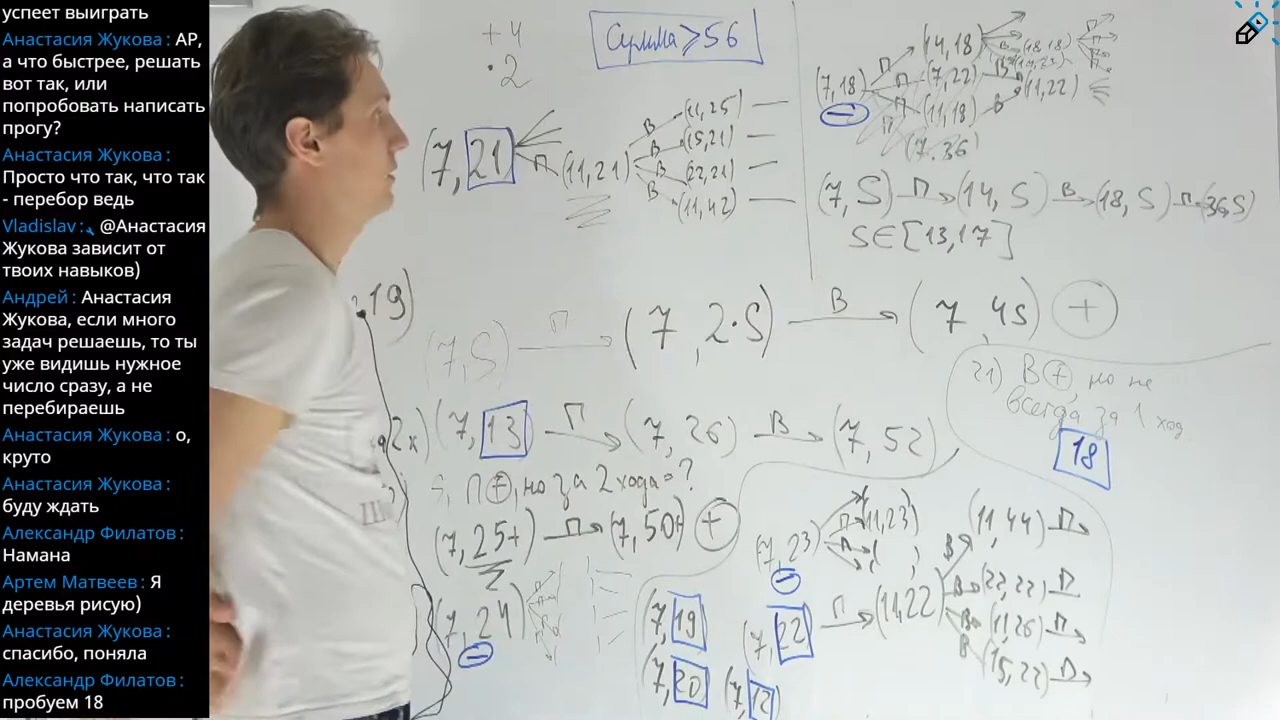 успеет выиграть
Анастасия Жукова : АР,
а что быстрее, решать
вот так, или
попробовать написать
прогу?
Анастасия Жукова :
Просто что так, что так
- перебор ведь
Vladislav : @Анастасия
Жукова зависит от
твоих навыков)
Андрей : Анастасия
Жукова, если много
задач решаешь, то ты
уже видишь нужное
число сразу, а не
перебираешь
Анастасия Жукова : о,
круто
Анастасия Жукова :
буду ждать
Александр Филатов :
Намана
Артем Матвеев : Я
деревья рисую)
Анастасия Жукова :
спасибо, поняла
Александр Филатов :
пробуем 18
+4
·2
Сумма ⩾ 56
(7, 21) П (11, 21)
В (11, 25)
В (15, 21)
В (22, 21)
В (11, 42)
(7, 18) П (14, 18)
П (7, 22) В (11, 22)
П (11, 18) В
П (7, 36)
(7, S) П (14, S) В (18, S) П (36, S)
S∈[13,17]
19)
(7, S) П (7, 2·S) В (7, 4S) +
21) В +, но не
всегда за 1 ход
18
2х) (7, 13) П (7, 26) В (7, 52)
П +, но за 2 хода = ?
(7, 25+) П (7, 50+) +
(7, 24)
(7, 23) П (11, 23)
П
(7, 19)
(7, 20)
(7, 22) П (11, 22)
В (11, 44) П
В (22, 22) П
В (11, 26) П
В (15, 22) П
(7, 12)